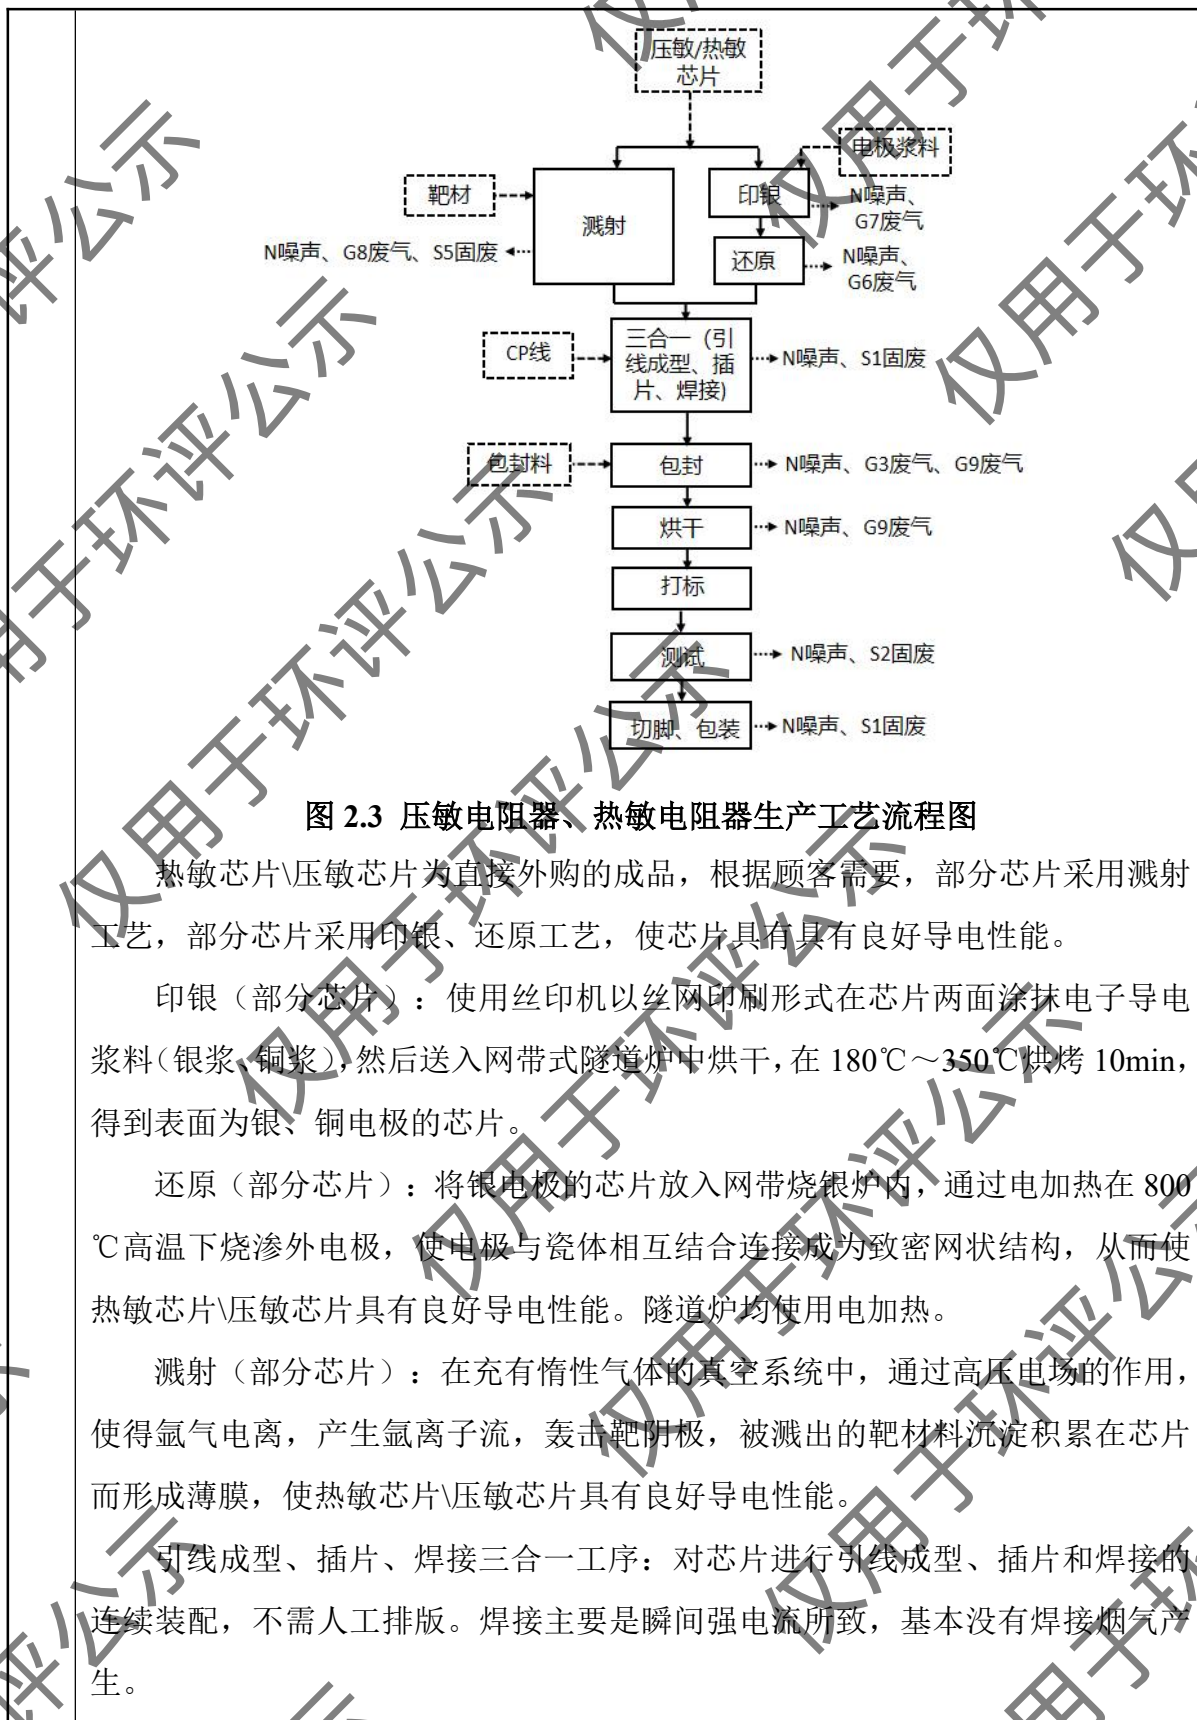 压敏/热敏
芯片
电极浆料
靶材
溅射
印银
N噪声、
G7废气
N噪声、G8废气、S5固废
还原
N噪声、
G6废气
CP线
三合一（引
线成型、插
片、焊接)
N噪声、S1固废
包封料
包封
N噪声、G3废气、G9废气
烘干
N噪声、G9废气
打标
测试
N噪声、S2固废
切脚、包装
N噪声、S1固废
图 2.3 压敏电阻器、热敏电阻器生产工艺流程图
热敏芯片\压敏芯片为直接外购的成品，根据顾客需要，部分芯片采用溅射
工艺，部分芯片采用印银、还原工艺，使芯片具有具有良好导电性能。
印银（部分芯片）：使用丝印机以丝网印刷形式在芯片两面涂抹电子导电
浆料（银浆、铜浆），然后送入网带式隧道炉中烘干，在 180℃～350℃烘烤 10min，
得到表面为银、铜电极的芯片。
还原（部分芯片）：将银电极的芯片放入网带烧银炉内，通过电加热在 800
℃高温下烧渗外电极，使电极与瓷体相互结合连接成为致密网状结构，从而使
热敏芯片\压敏芯片具有良好导电性能。隧道炉均使用电加热。
溅射（部分芯片）：在充有惰性气体的真空系统中，通过高压电场的作用，
使得氩气电离，产生氩离子流，轰击靶阴极，被溅出的靶材料沉淀积累在芯片
而形成薄膜，使热敏芯片\压敏芯片具有良好导电性能。
引线成型、插片、焊接三合一工序：对芯片进行引线成型、插片和焊接的
连续装配，不需人工排版。焊接主要是瞬间强电流所致，基本没有焊接烟气产
生。
仅用于环评公示